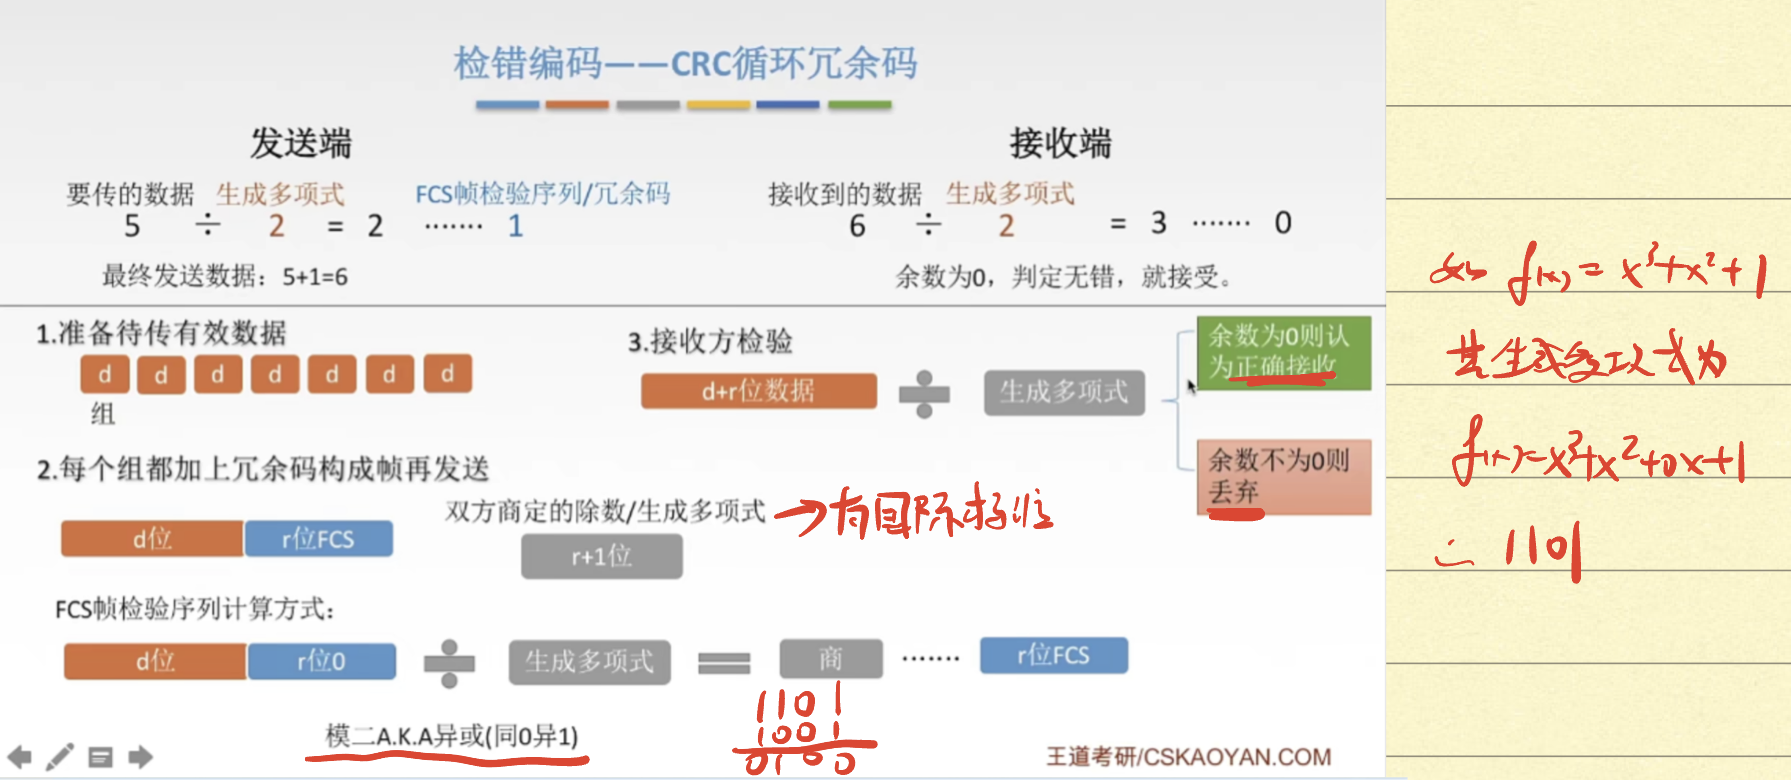 检错编码——CRC循环冗余码
发送端
要传的数据 生成多项式 FCS帧检验序列/冗余码
5 ÷ 2 = 2 ······· 1
最终发送数据：5+1=6
接收端
接收到的数据 生成多项式
6 ÷ 2 = 3 ······· 0
余数为0，判定无错，就接受。
1.准备待传有效数据
d d d d d d d
组
2.每个组都加上冗余码构成帧再发送
d位 r位FCS
双方商定的除数/生成多项式 →有国际标准
r+1位
FCS帧检验序列计算方式：
d位 r位0 ÷ 生成多项式 = 商 ······· r位FCS
模二A.K.A异或(同0异1)
1101
1001
0100
3.接收方检验
d+r位数据 ÷ 生成多项式
余数为0则认
为正确接收
余数不为0则
丢弃
王道考研/CSKAOYAN.COM
如 f(x) = x³+x²+1
其生成多项式为
f(x)=x³+x²+0x+1
∴ 1101